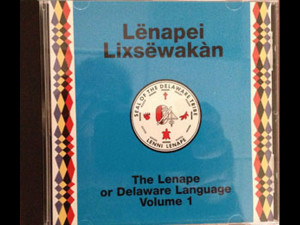 Lënapei
Lixsëwakàn
SEAL OF THE DELAWARE TRIBE
LENNI LENAPE
The Lenape
or Delaware Language
Volume 1